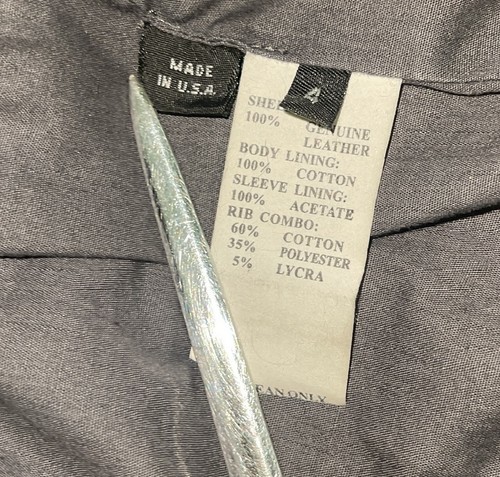 MADE
IN U.S.A.
4
100% GENUINE
LEATHER
BODY LINING:
100% COTTON
SLEEVE LINING:
100% ACETATE
RIB COMBO:
60% COTTON
35% POLYESTER
5% LYCRA
ONLY